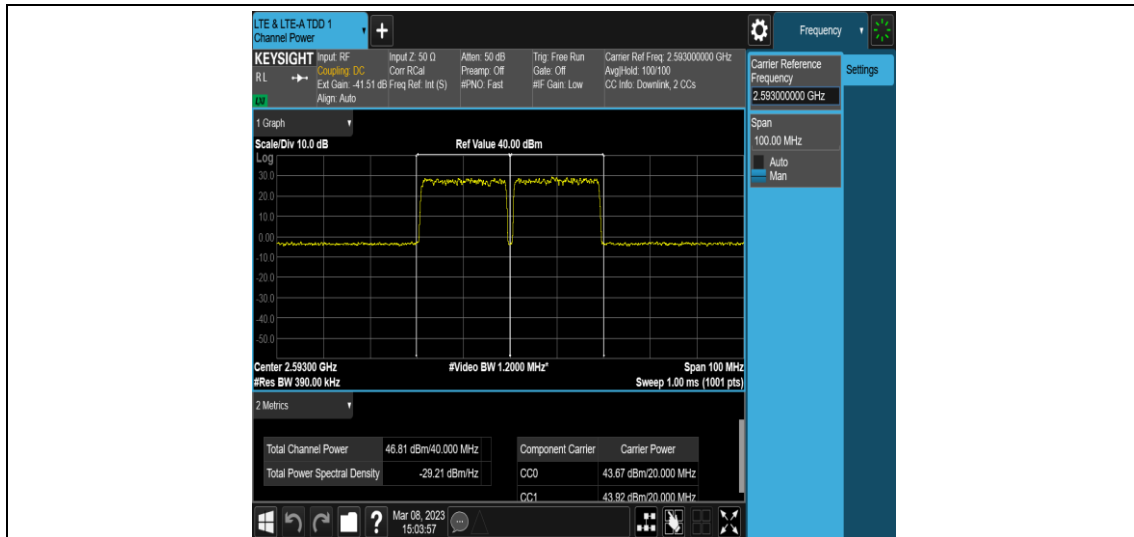 LTE & LTE-A TDD 1
Channel Power
Frequency
KEYSIGHT
RL
LXI
Input: RF
Coupling: DC
Ext Gain: -41.51 dB
Align: Auto
Input Z: 50 Ω
Corr RCal
Freq Ref: Int (S)
Atten: 50 dB
Preamp: Off
#PNO: Fast
Trig: Free Run
Gate: Off
#IF Gain: Low
Carrier Ref Freq: 2.593000000 GHz
Avg|Hold: 100/100
CC Info: Downlink, 2 CCs
Carrier Reference
Frequency
2.593000000 GHz
Settings
Span
100.00 MHz
Auto
Man
1 Graph
Scale/Div 10.0 dB
Ref Value 40.00 dBm
Log
30.0
20.0
10.0
0.00
-10.0
-20.0
-30.0
-40.0
-50.0
Center 2.59300 GHz
#Video BW 1.2000 MHz*
Span 100 MHz
#Res BW 390.00 kHz
Sweep 1.00 ms (1001 pts)
2 Metrics
Total Channel Power 46.81 dBm/40.000 MHz
Total Power Spectral Density -29.21 dBm/Hz
Component Carrier Carrier Power
CC0 43.67 dBm/20.000 MHz
CC1 43.92 dBm/20.000 MHz
Mar 08, 2023
15:03:57